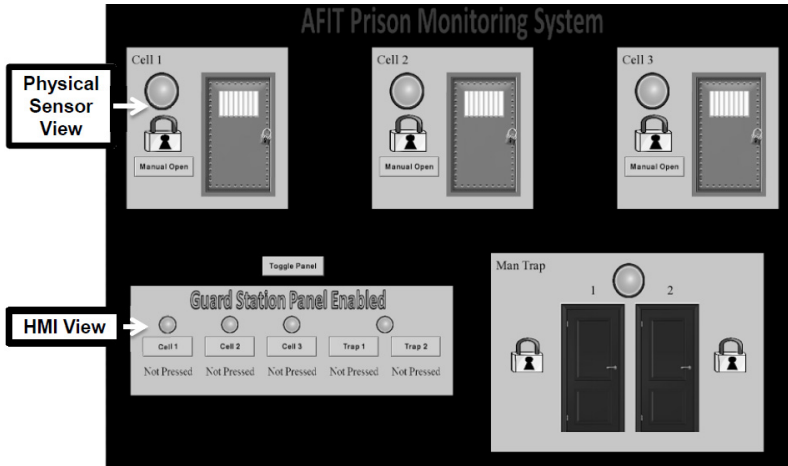 AFIT Prison Monitoring System
Physical
Sensor
View
Cell 1
Manual Open
Cell 2
Manual Open
Cell 3
Manual Open
Toggle Panel
Guard Station Panel Enabled
HMI View
Cell 1 Cell 2 Cell 3 Trap 1 Trap 2
Not Pressed Not Pressed Not Pressed Not Pressed Not Pressed
Man Trap
1 2